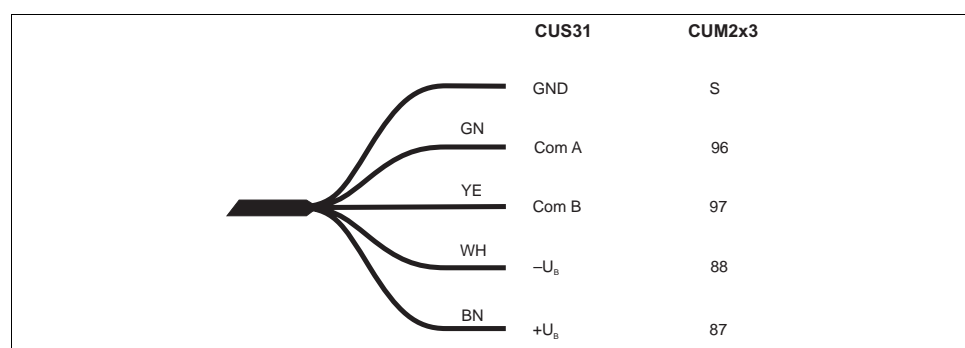 CUS31 CUM2x3
GND S
GN
Com A 96
YE
Com B 97
WH
–U_B 88
BN
+U_B 87